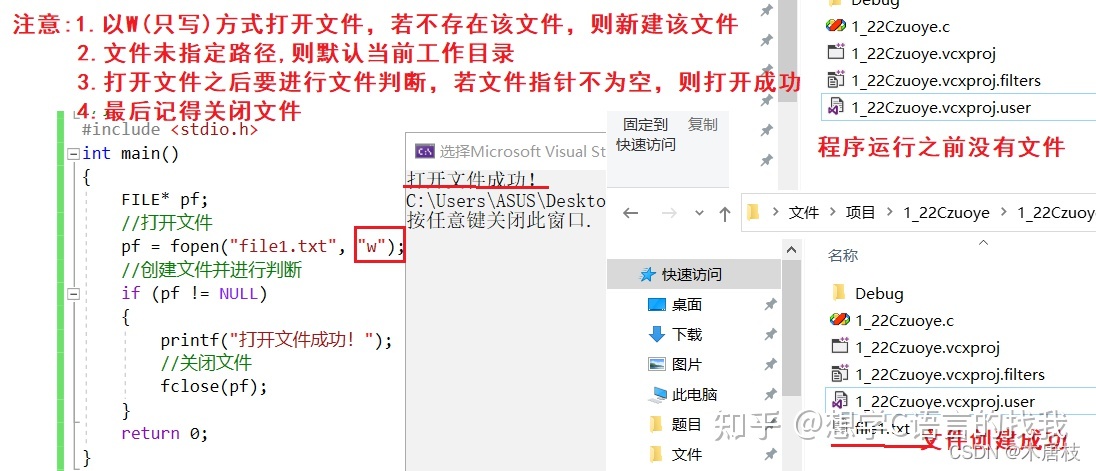 注意:1.以W(只写)方式打开文件，若不存在该文件，则新建该文件
2.文件未指定路径,则默认当前工作目录
3.打开文件之后要进行文件判断，若文件指针不为空，则打开成功
4.最后记得关闭文件
#include <stdio.h>
int main()
{
FILE* pf;
//打开文件
pf = fopen("file1.txt", "w");
//创建文件并进行判断
if (pf != NULL)
{
printf("打开文件成功! ");
//关闭文件
fclose(pf);
}
return 0;
}
选择Microsoft Visual St
打开文件成功!
C:\Users\ASUS\Deskto
按任意键关闭此窗口.
固定到
快速访问
复制
Debug
1_22Czuoye.c
1_22Czuoye.vcxproj
1_22Czuoye.vcxproj.filters
1_22Czuoye.vcxproj.user
程序运行之前没有文件
文件 > 项目 > 1_22Czuoye > 1_22Czuoye
快速访问
桌面
下载
图片
此电脑
题目
文件
名称
Debug
1_22Czuoye.c
1_22Czuoye.vcxproj
1_22Czuoye.vcxproj.filters
1_22Czuoye.vcxproj.user
file1.txt
文件创建成功
知乎 @想学C语言的找我
CSDN @木唐枝